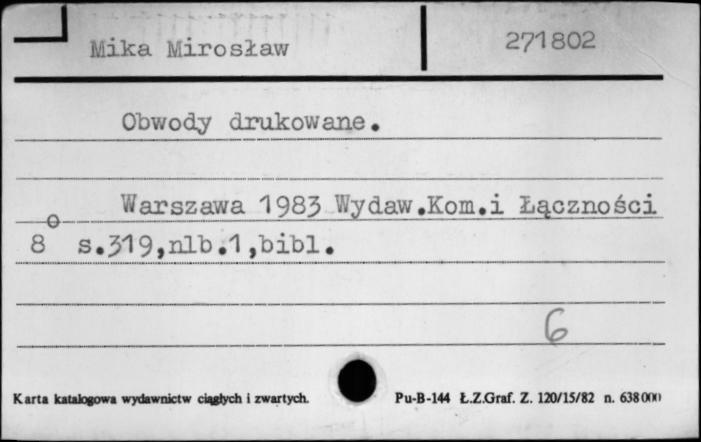 Mika Mirosław 271802
Obwody drukowane.
Warszawa 1983 Wydaw.Kom.i Łączności
8° s.319,nlb.1,bibl.
6
Karta katalogowa wydawnictw ciągłych i zwartych. Pu-B-144 Ł.Z.Graf. Z. 120/15/82 n. 638000